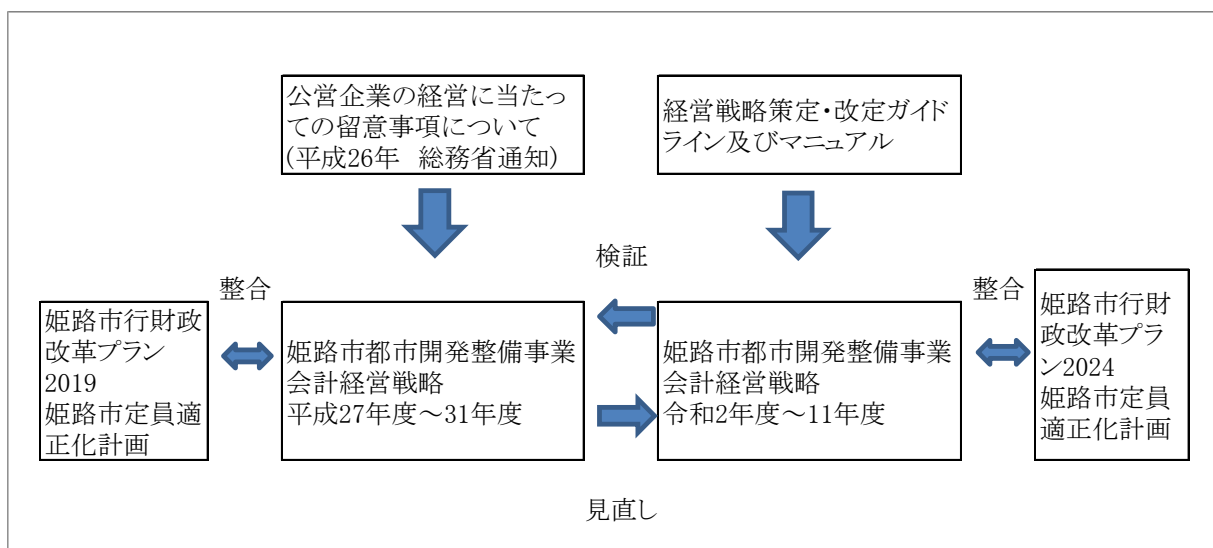 公営企業の経営に当たっ
ての留意事項について
(平成26年　総務省通知)
経営戦略策定・改定ガイド
ライン及びマニュアル
検証
整合
整合
姫路市行財政
改革プラン
2019
姫路市定員適
正化計画
姫路市都市開発整備事業
会計経営戦略
平成27年度～31年度
姫路市都市開発整備事業
会計経営戦略
令和2年度～11年度
姫路市行財
政改革プラ
ン2024
姫路市定員
適正化計画
見直し